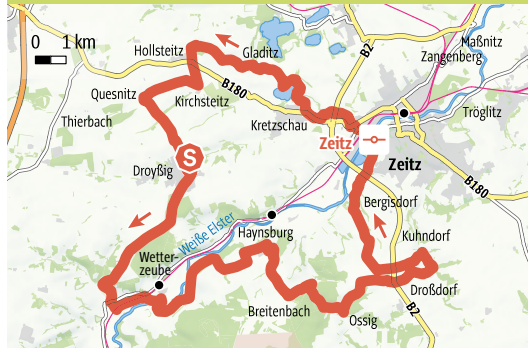 0 1 km
Hollsteitz
Gladitz
B2
Maßnitz
Zangenberg
Quesnitz
Kirchsteitz
B180
Thierbach
Kretzschau
Tröglitz
Zeitz
Zeitz
S
Droyßig
B180
Bergisdorf
Weiße Elster
Haynsburg
Kuhndorf
Wetter-
zeube
Droßdorf
Breitenbach
Ossig
B2